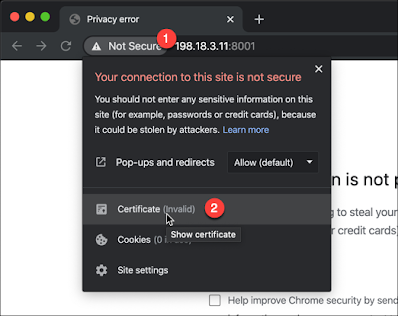 Privacy error
1
Not Secure 198.18.3.11:8001
Your connection to this site is not secure
You should not enter any sensitive information on this
site (for example, passwords or credit cards), because
it could be stolen by attackers. Learn more
Pop-ups and redirects Allow (default)
n is not p
Certificate (Invalid) 2
g to steal your
Show certificate
Cookies (0 in use)
credit cards)
Site settings
Help improve Chrome security by send